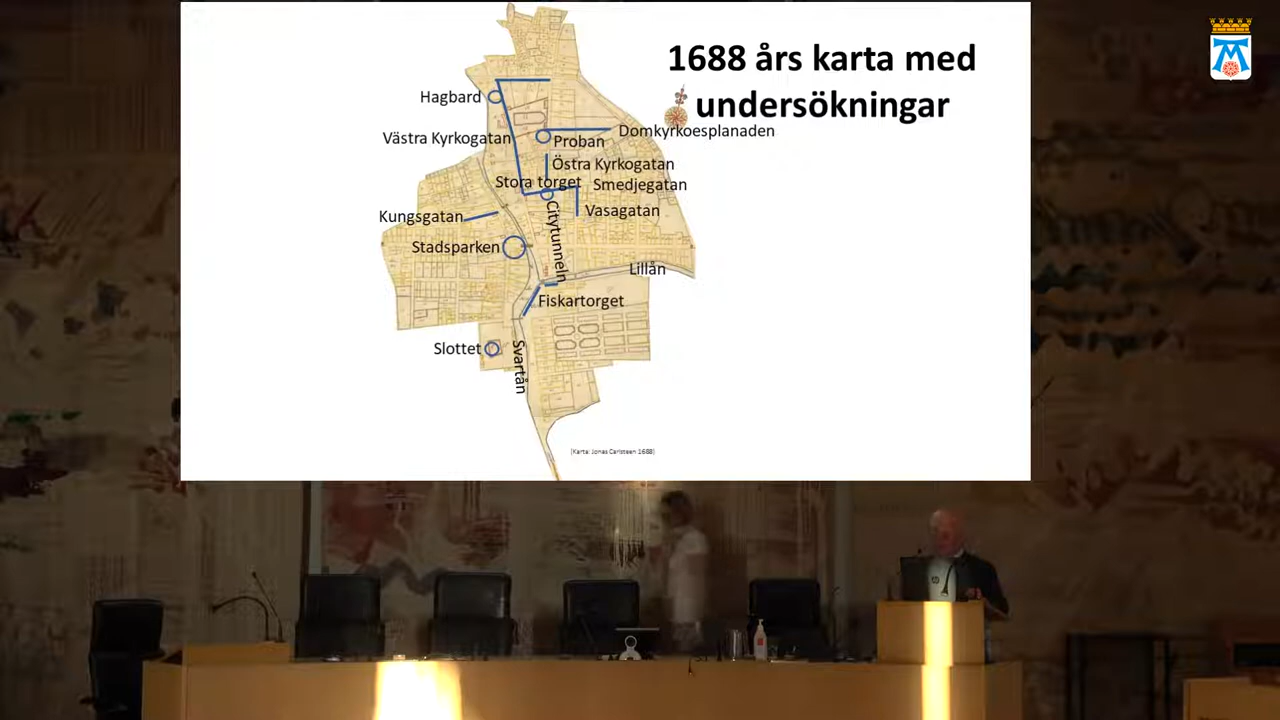 1688 års karta med
undersökningar
Hagbard
Domkyrkoesplanaden
Västra Kyrkogatan
Proban
Östra Kyrkogatan
Stora torget
Smedjegatan
Vasagatan
Kungsgatan
Citytunneln
Stadsparken
Lillån
Fiskartorget
Slottet
Svartån
(Karta: Jonas Carlsteen 1688)
hp